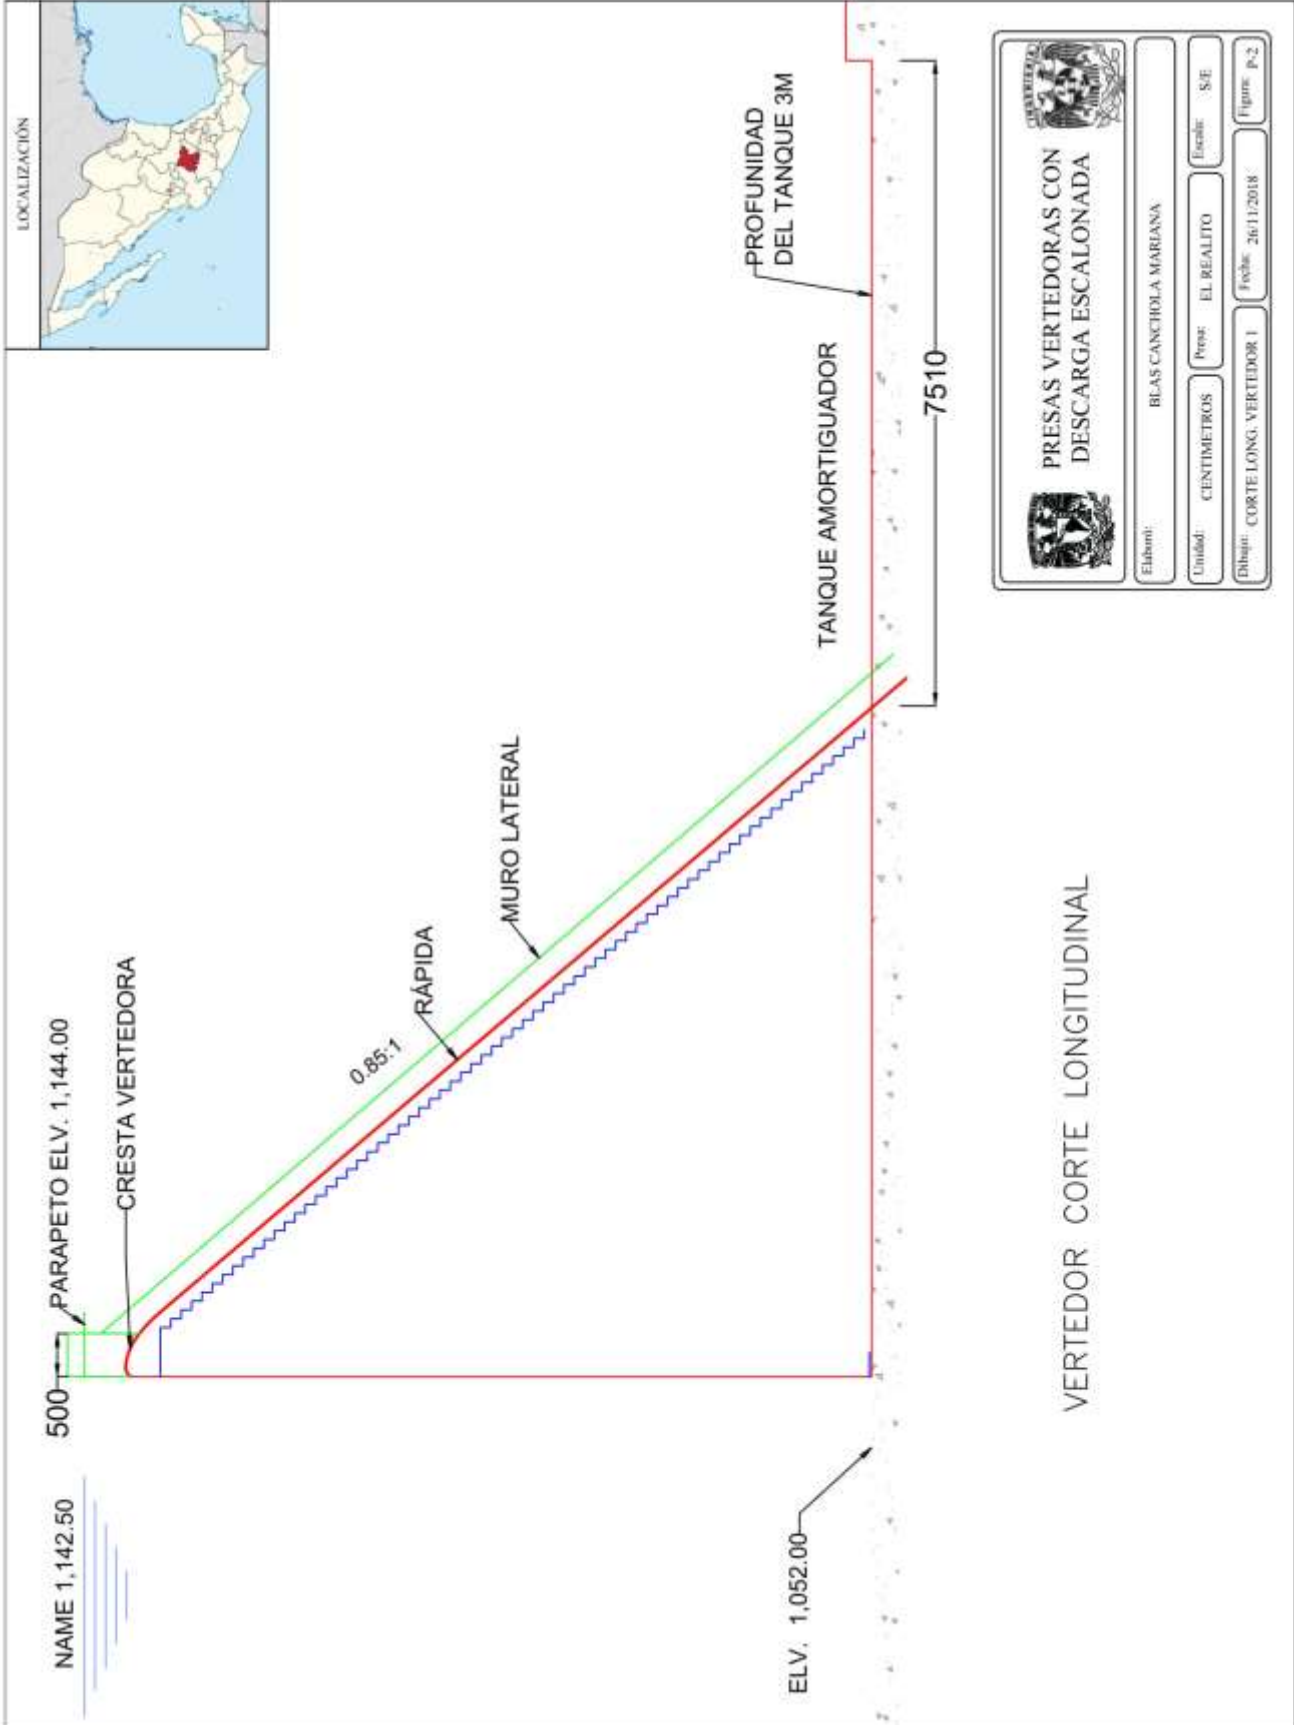 LOCALIZACIÓN
NAME 1,142.50
500
PARAPETO ELV. 1,144.00
CRESTA VERTEDORA
0.85:1
RÁPIDA
MURO LATERAL
PROFUNIDAD
DEL TANQUE 3M
TANQUE AMORTIGUADOR
7510
ELV. 1,052.00
VERTEDOR CORTE LONGITUDINAL
PRESAS VERTEDORAS CON
DESCARGA ESCALONADA
INGENIERIA
Elaboró: BLAS CANCHOLA MARIANA
Unidad: CENTIMETROS Presa: EL REALITO Escala: S/E
Dibujo: CORTE LONG. VERTEDOR 1 Fecha: 26/11/2018 Figura: P-2